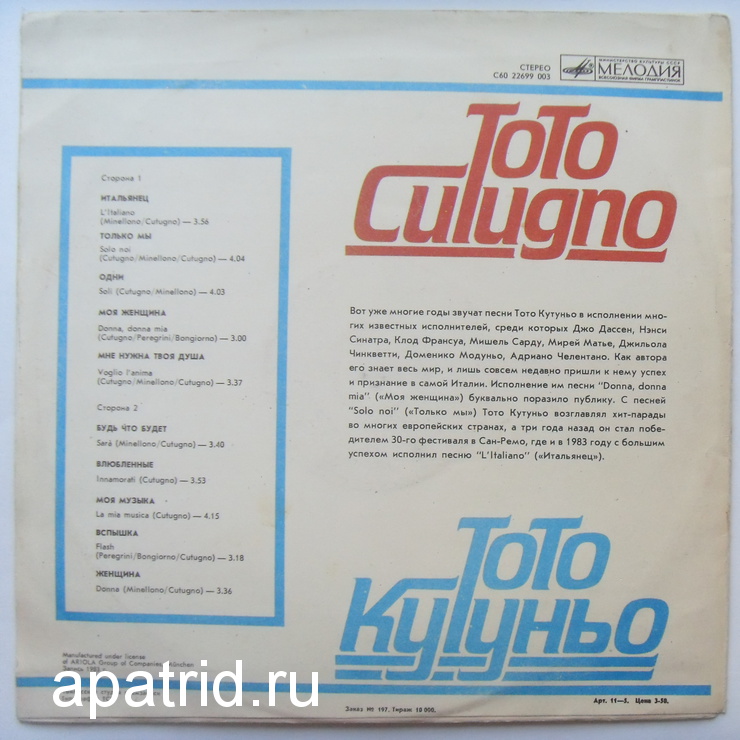 СТЕРЕО
С60 22699 003
МИНИСТЕРСТВО КУЛЬТУРЫ СССР
МЕЛОДИЯ
ВСЕСОЮЗНАЯ ФИРМА ГРАМПЛАСТИНОК
Toto
Cutugno
Сторона 1
ИТАЛЬЯНЕЦ
L'Italiano
(Minellono/Cutugno) — 3.56
ТОЛЬКО МЫ
Solo noi
(Cutugno/Minellono/Cutugno) — 4.04
ОДНИ
Soli (Cutugno/Minellono) — 4.03
МОЯ ЖЕНЩИНА
Donna, donna mia
(Cutugno/Peregrini/Bongiorno) — 3.00
МНЕ НУЖНА ТВОЯ ДУША
Voglio l'anima
(Cutugno/Minellono/Cutugno) — 3.37
Сторона 2
БУДЬ ЧТО БУДЕТ
Serà (Minellono/Cutugno) — 3.40
ВЛЮБЛЕННЫЕ
Innamorati (Cutugno) — 3.53
МОЯ МУЗЫКА
La mia musica (Cutugno) — 4.15
ВСПЫШКА
Flash
(Peregrini/Bongiorno/Cutugno) — 3.18
ЖЕНЩИНА
Donna (Minellono/Cutugno) — 3.36
Вот уже многие годы звучат песни Тото Кутуньо в исполнении мно-
гих известных исполнителей, среди которых Джо Дассен, Нэнси
Синатра, Клод Франсуа, Мишель Сарду, Мирей Матье, Джильола
Чинкветти, Доменико Модуньо, Адриано Челентано. Как автора
его знает весь мир, и лишь совсем недавно пришли к нему успех
и признание в самой Италии. Исполнение им песни "Donna, donna
mia" («Моя женщина») буквально поразило публику. С песней
"Solo noi" («Только мы») Тото Кутуньо возглавлял хит-парады
во многих европейских странах, а три года назад он стал побе-
дителем 30-го фестиваля в Сан-Ремо, где и в 1983 году с большим
успехом исполнил песню "L'Italiano" («Итальянец»).
Тото
Кутуньо
Manufactured under license
of ARIOLA Group of Companies, München
Запись 1983 г.
apatrid.ru
Заказ № 197. Тираж 10 000.
Арт. 11—5. Цена 3-50.